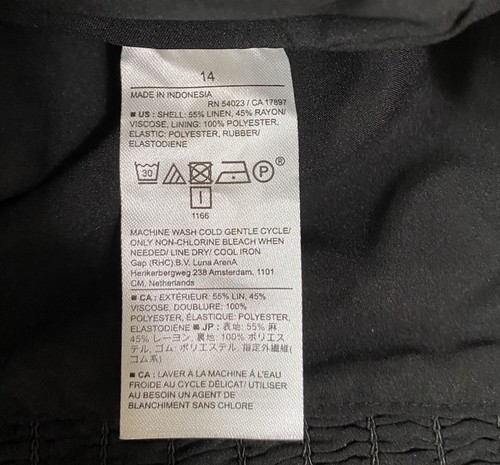 14
MADE IN INDONESIA
RN 54023 / CA 17897
■ US : SHELL: 55% LINEN, 45% RAYON/
VISCOSE, LINING: 100% POLYESTER,
ELASTIC: POLYESTER, RUBBER/
ELASTODIENE
30 P ®
I
1166
MACHINE WASH COLD GENTLE CYCLE/
ONLY NON-CHLORINE BLEACH WHEN
NEEDED/ LINE DRY/ COOL IRON
Gap (RHC) B.V. Luna ArenA
Herikerbergweg 238 Amsterdam, 1101
CM, Netherlands
■ CA : EXTÉRIEUR: 55% LIN, 45%
VISCOSE, DOUBLURE: 100%
POLYESTER, ÉLASTIQUE: POLYESTER,
ELASTODIÈNE ■ JP : 表地: 55% 麻
45% レーヨン, 裏地: 100% ポリエス
テル, ゴム: ポリエステル, 指定外繊維(
ゴム系)
■ CA : LAVER À LA MACHINE À L'EAU
FROIDE AU CYCLE DÉLICAT/ UTILISER
AU BESOIN UN AGENT DE
BLANCHIMENT SANS CHLORE